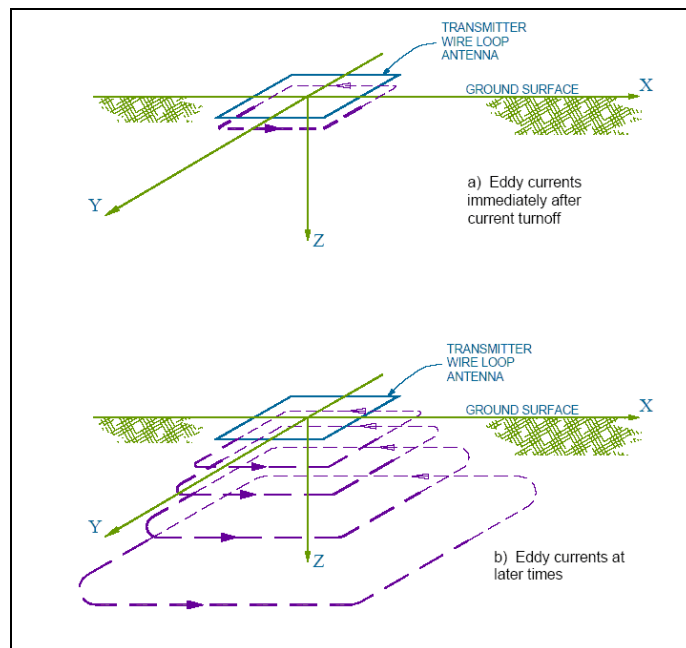 TRANSMITTER
WIRE LOOP
ANTENNA
GROUND SURFACE
X
a) Eddy currents
immediately after
current turnoff
Y
Z
TRANSMITTER
WIRE LOOP
ANTENNA
GROUND SURFACE
X
Y
Z
b) Eddy currents at
later times